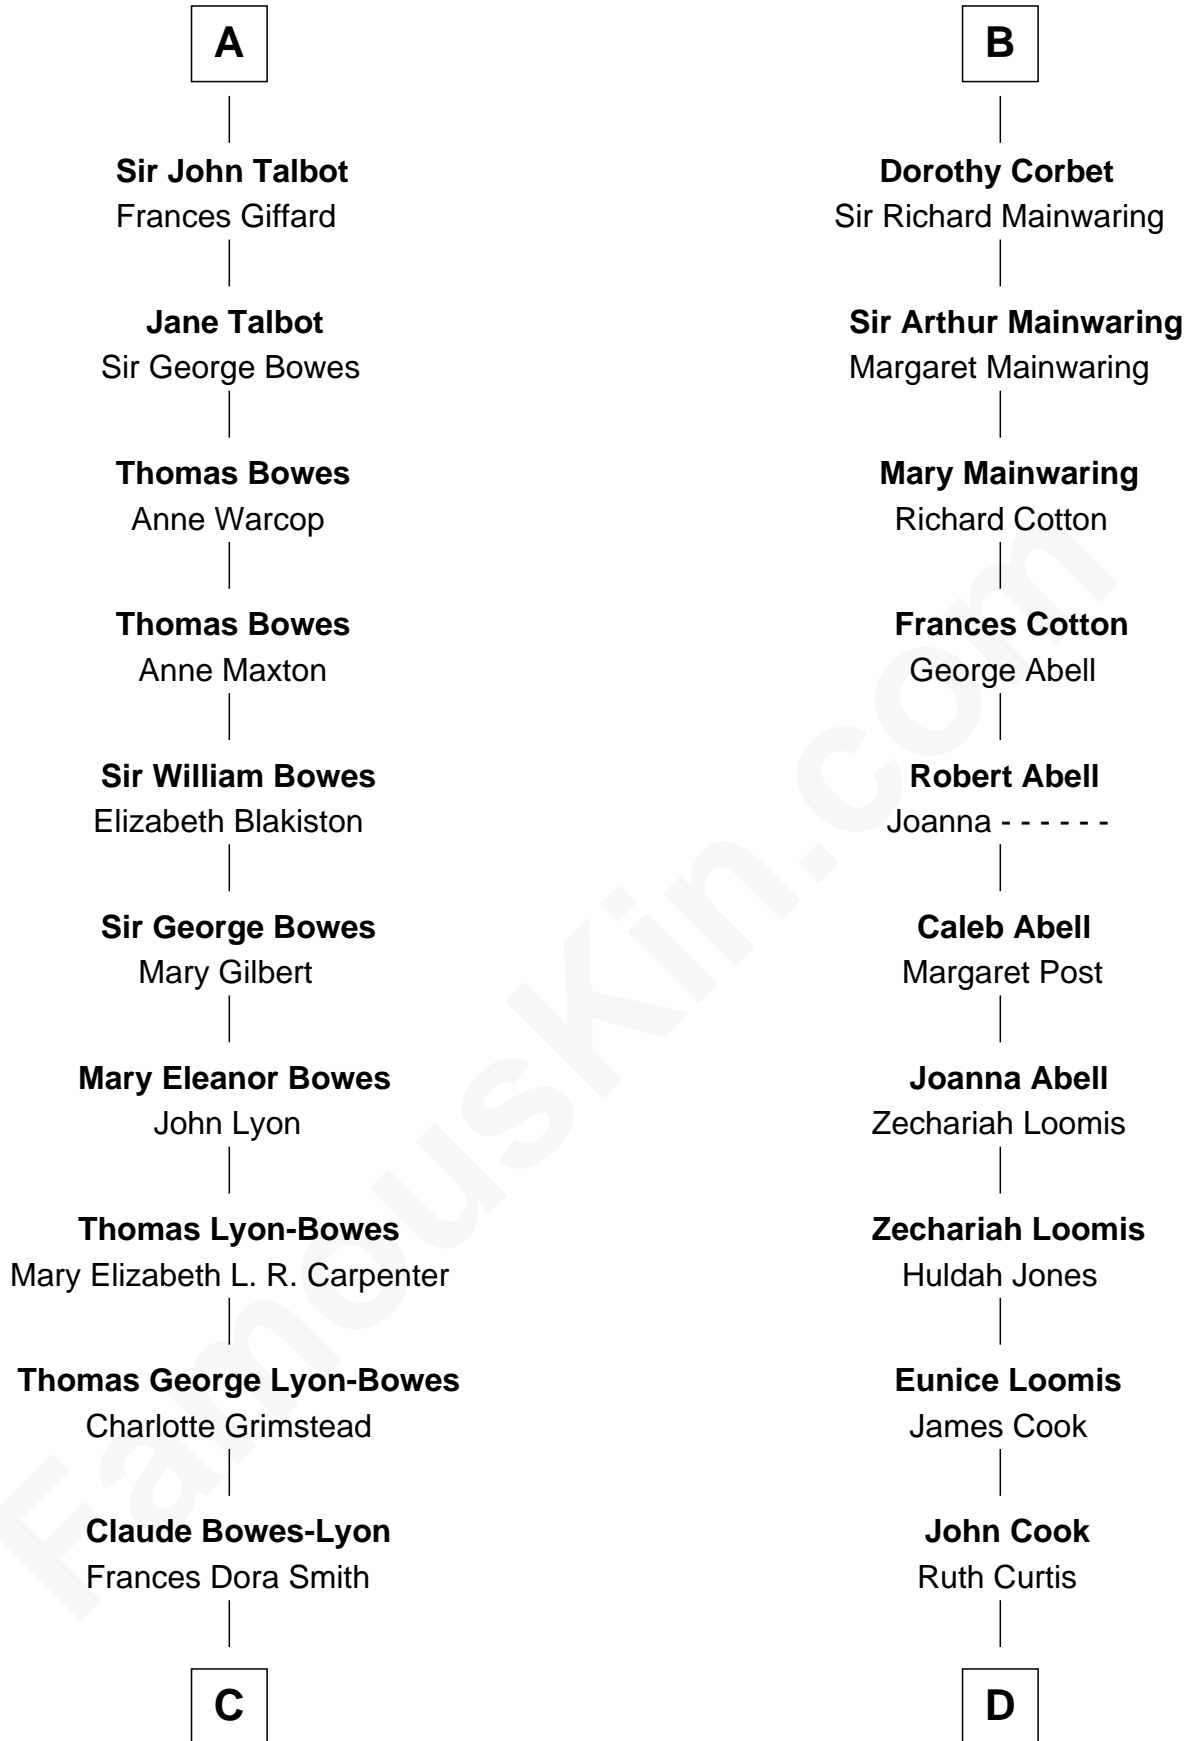 A
Sir John Talbot
Frances Giffard
Jane Talbot
Sir George Bowes
Thomas Bowes
Anne Warcop
Thomas Bowes
Anne Maxton
Sir William Bowes
Elizabeth Blakiston
Sir George Bowes
Mary Gilbert
Mary Eleanor Bowes
John Lyon
Thomas Lyon-Bowes
Mary Elizabeth L. R. Carpenter
Thomas George Lyon-Bowes
Charlotte Grimstead
Claude Bowes-Lyon
Frances Dora Smith
C
B
Dorothy Corbet
Sir Richard Mainwaring
Sir Arthur Mainwaring
Margaret Mainwaring
Mary Mainwaring
Richard Cotton
Frances Cotton
George Abell
Robert Abell
Joanna - - - - - -
Caleb Abell
Margaret Post
Joanna Abell
Zechariah Loomis
Zechariah Loomis
Huldah Jones
Eunice Loomis
James Cook
John Cook
Ruth Curtis
D
FamousKin.com